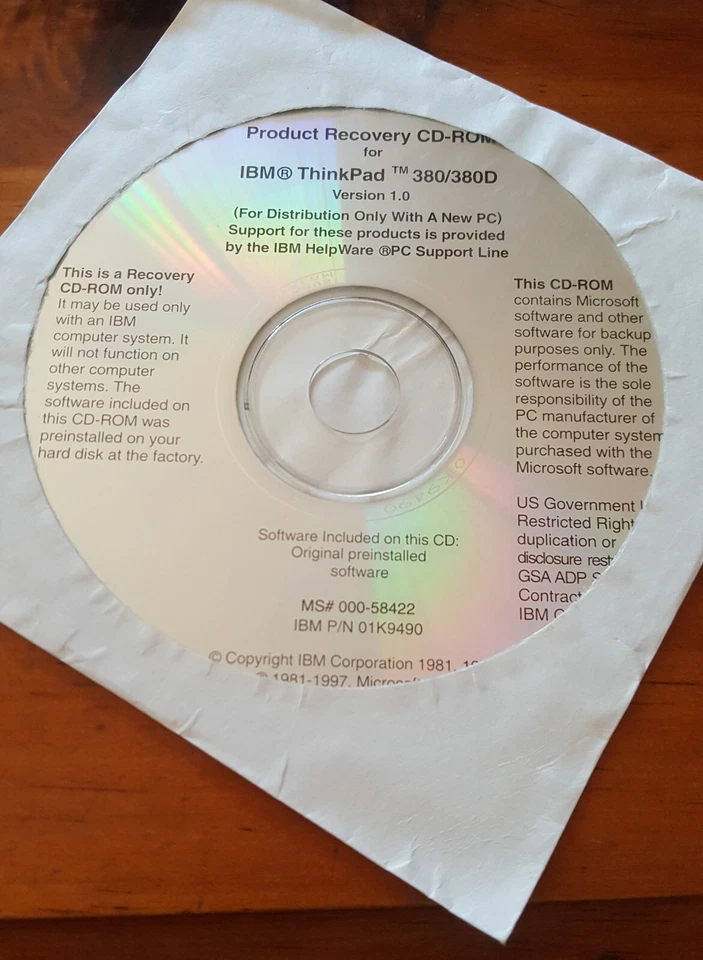 Product Recovery CD-ROM
for
IBM® ThinkPad ™ 380/380D
Version 1.0
(For Distribution Only With A New PC)
Support for these products is provided
by the IBM HelpWare ®PC Support Line
This is a Recovery
CD-ROM only!
It may be used only
with an IBM
computer system. It
will not function on
other computer
systems. The
software included on
this CD-ROM was
preinstalled on your
hard disk at the factory.
This CD-ROM
contains Microsoft
software and other
software for backup
purposes only. The
performance of the
software is the sole
responsibility of the
PC manufacturer of
the computer system
purchased with the
Microsoft software.
US Government
Restricted Right
duplication or
disclosure
GSA ADP
Contract
IBM
Software Included on this CD:
Original preinstalled
software
MS# 000-58422
IBM P/N 01K9490
© Copyright IBM Corporation 1981,
1981-1997,